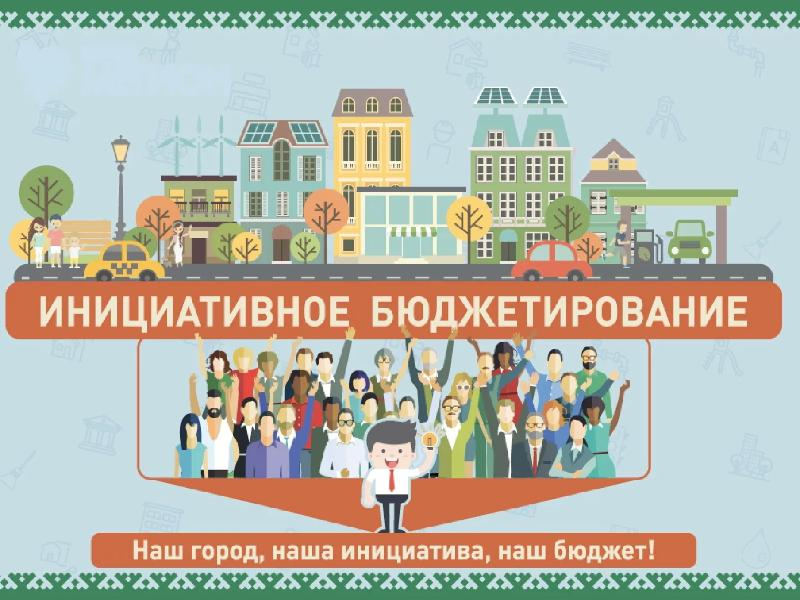 ИНИЦИАТИВНОЕ БЮДЖЕТИРОВАНИЕ
Наш город, наша инициатива, наш бюджет!